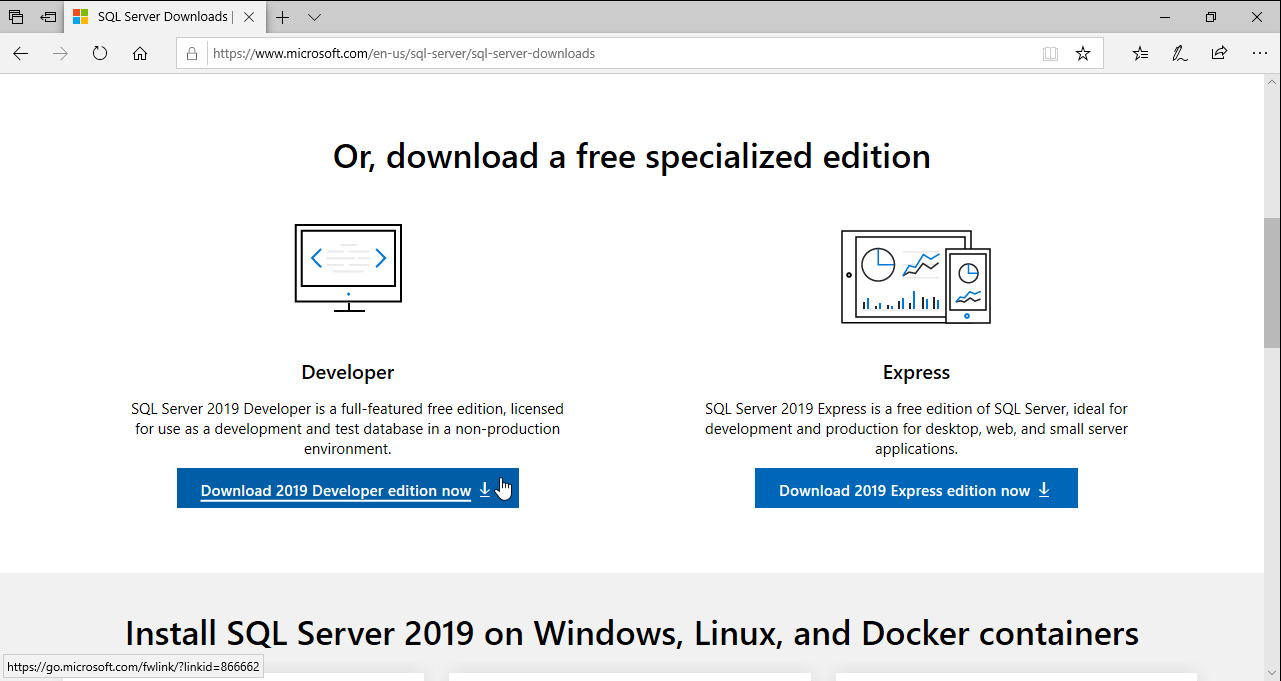 SQL Server Downloads |
https://www.microsoft.com/en-us/sql-server/sql-server-downloads
Or, download a free specialized edition
Developer
SQL Server 2019 Developer is a full-featured free edition, licensed
for use as a development and test database in a non-production
environment.
Download 2019 Developer edition now
Express
SQL Server 2019 Express is a free edition of SQL Server, ideal for
development and production for desktop, web, and small server
applications.
Download 2019 Express edition now
Install SQL Server 2019 on Windows, Linux, and Docker containers
https://go.microsoft.com/fwlink/?linkid=866662